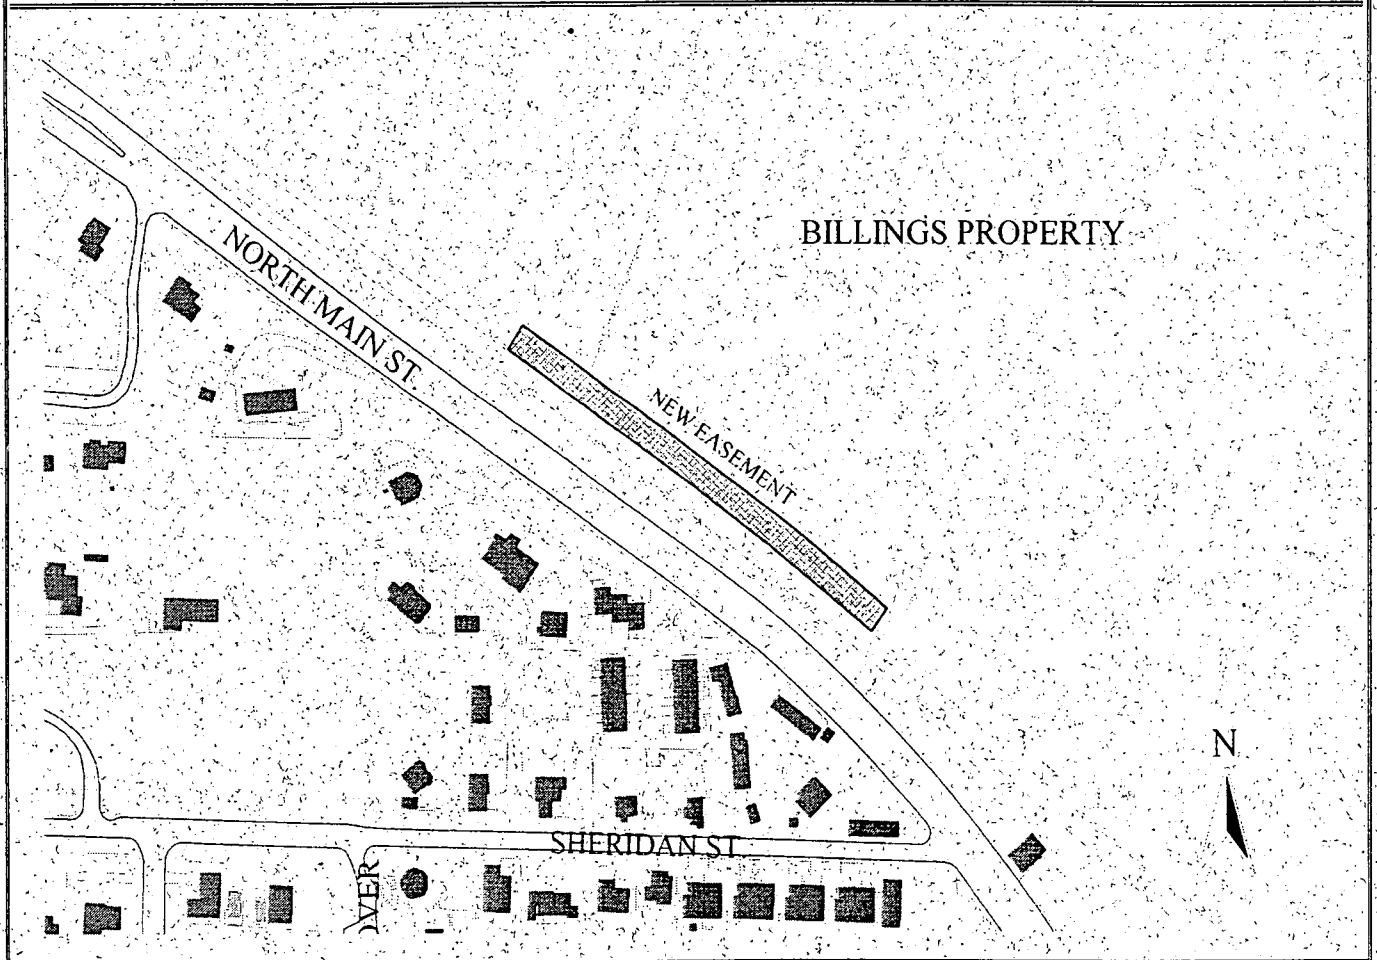 BILLINGS PROPERTY
NORTH MAIN ST.
NEW EASEMENT
N
SHERIDAN ST.